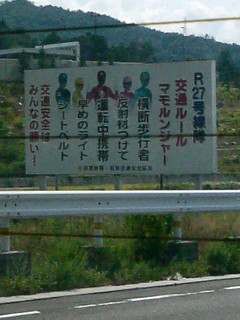 R27号線隊
交通ルール
マモルンジャー
横断歩行者
反射材つけて
運転中携帯
早めのライト
シートベルト
交通安全は
みんなの願い！